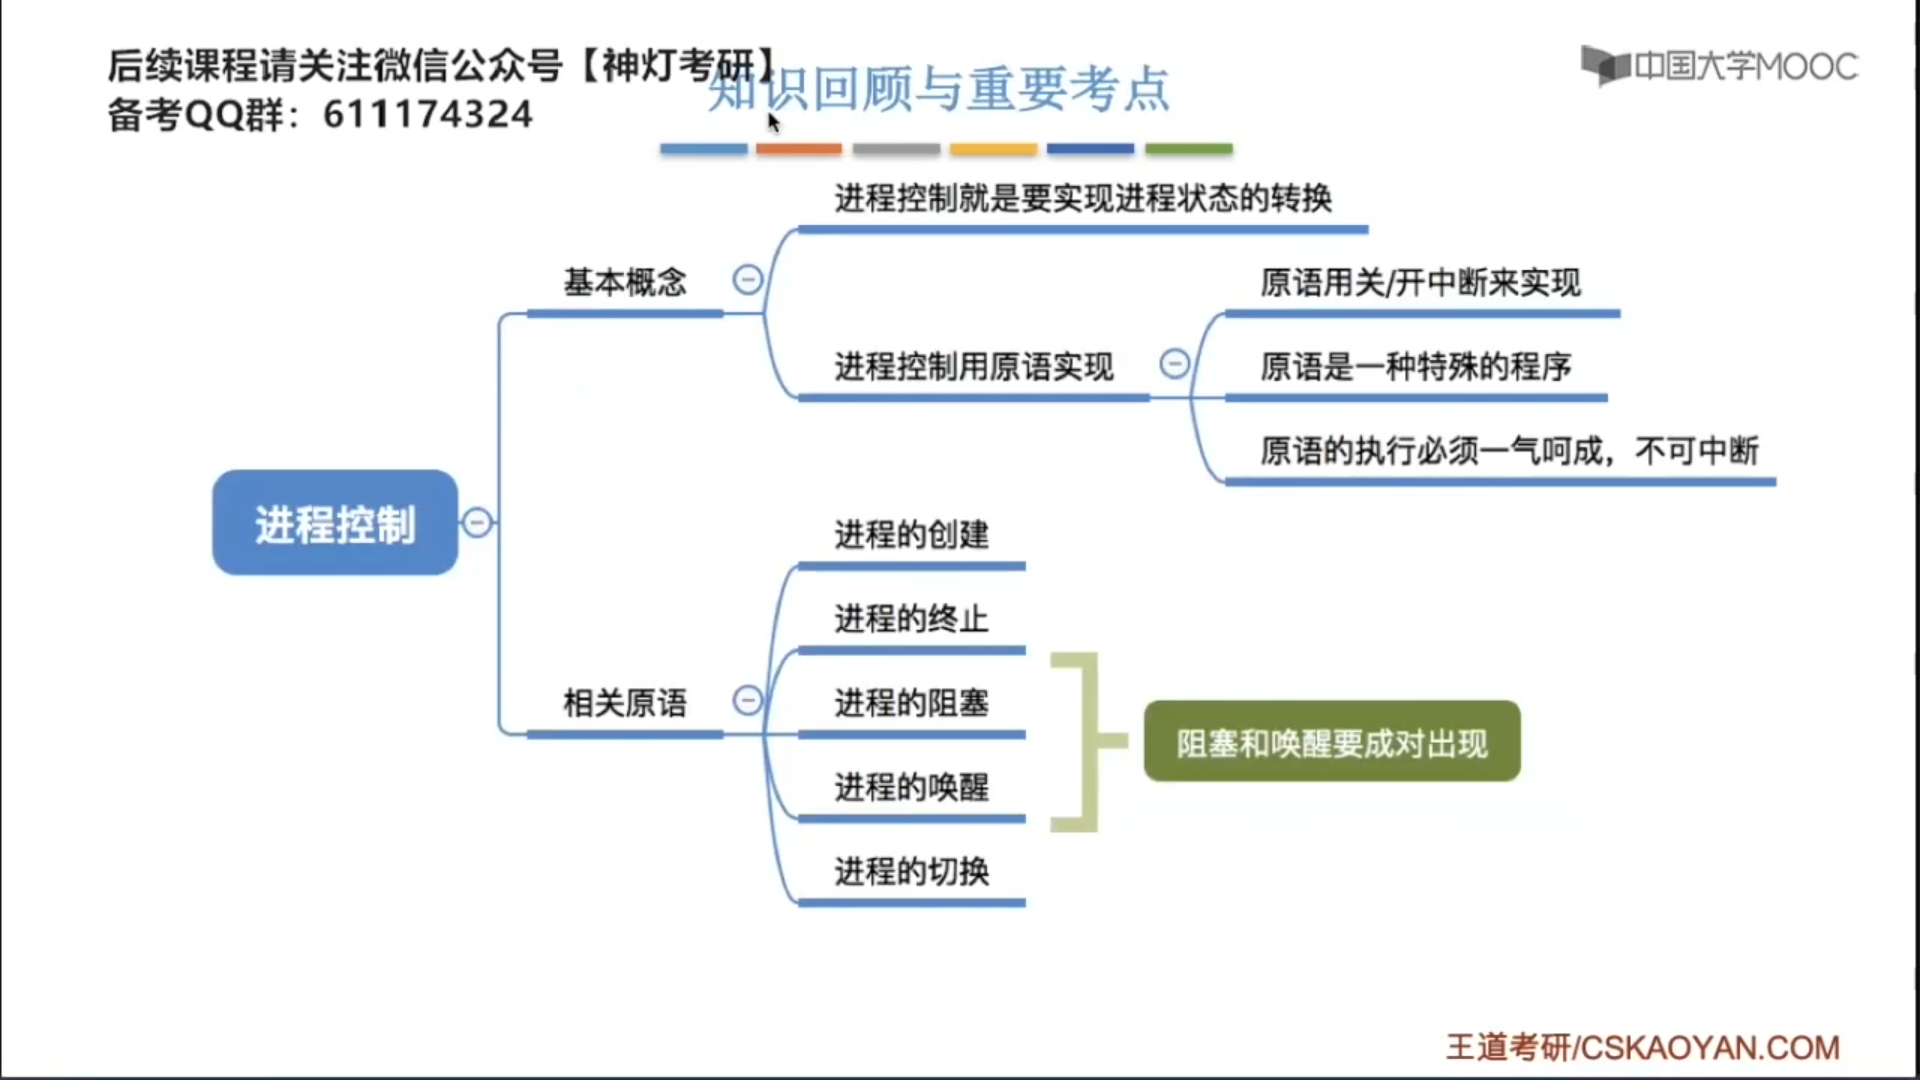 后续课程请关注微信公众号【神灯考研】
备考QQ群：611174324
中国大学MOOC
知识回顾与重要考点
进程控制
基本概念
进程控制就是要实现进程状态的转换
进程控制用原语实现
原语用关/开中断来实现
原语是一种特殊的程序
原语的执行必须一气呵成，不可中断
相关原语
进程的创建
进程的终止
进程的阻塞
进程的唤醒
进程的切换
阻塞和唤醒要成对出现
王道考研/CSKAOYAN.COM